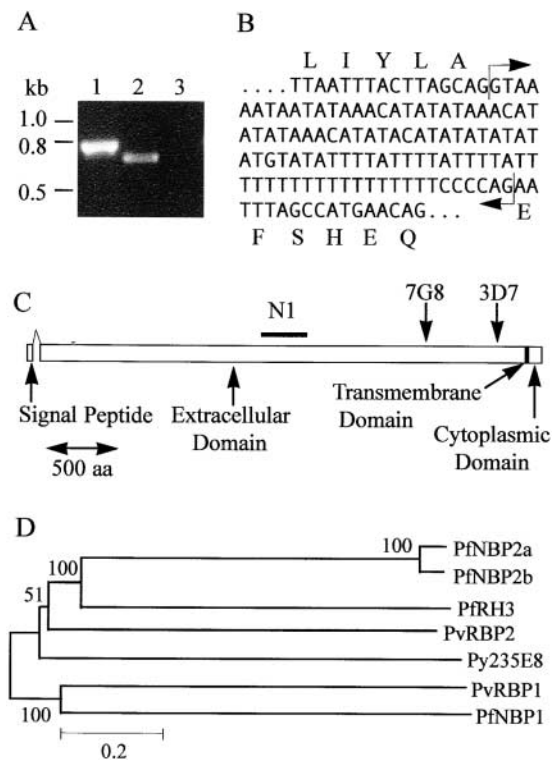 A
kb 1 2 3
1.0
0.8
0.5
B
L I Y L A
....TTAATTTACTTAGCAGGTAA
AATAATATAAACATATATAAACAT
ATATAAACATATACATATATATAT
ATGTATATTTTATTTTATTTTATT
TTTTTTTTTTTTTTTTTCCCCAGAA
TTTAGCCATGAACAG...
E
F S H E Q
C
N1
7G8
3D7
Signal Peptide
Extracellular
Domain
Transmembrane
Domain
Cytoplasmic
Domain
500 aa
D
100
PfNBP2a
PfNBP2b
100
51
PfRH3
PvRBP2
Py235E8
PvRBP1
100
PfNBP1
0.2